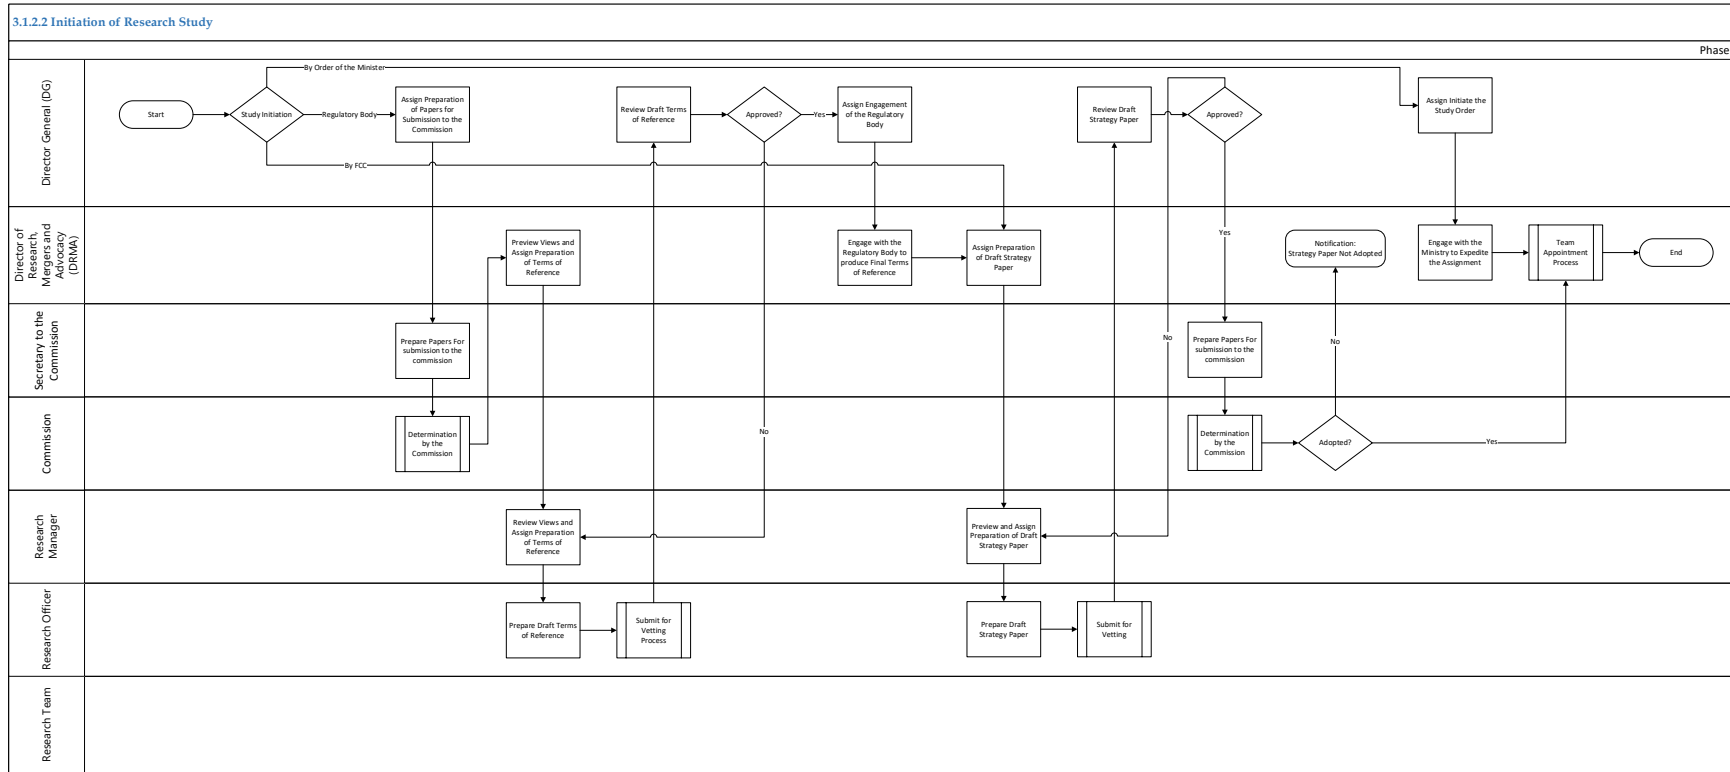 3.1.2.2 Initiation of Research Study
Phase
Director General (DG)
Start
Study Initiation
By Order of the Minister
Regulatory Body
By FCC
Assign Preparation
of Papers for
Submission to the
Commission
Review Draft Terms
of Reference
Approved?
Yes
No
Assign Engagement
of the Regulatory
Body
Review Draft
Strategy Paper
Approved?
Yes
No
Assign Initiate the
Study Order
Director of
Research,
Mergers and
Advocacy
(DRMA)
Preview Views and
Assign Preparation
of Terms of
Reference
Engage with the
Regulatory Body to
produce Final Terms
of Reference
Assign Preparation
of Draft Strategy
Paper
Notification:
Strategy Paper Not Adopted
Engage with the
Ministry to Expedite
the Assignment
Team
Appointment
Process
End
Secretary to the
Commission
Prepare Papers For
submission to the
commission
Prepare Papers For
submission to the
commission
Commission
Determination
by the
Commission
Determination
by the
Commission
Adopted?
No
Yes
Research
Manager
Review Views and
Assign Preparation
of Terms of
Reference
Preview and Assign
Preparation of Draft
Strategy Paper
Research Officer
Prepare Draft Terms
of Reference
Submit for
Vetting
Process
Prepare Draft
Strategy Paper
Submit for
Vetting
Research Team